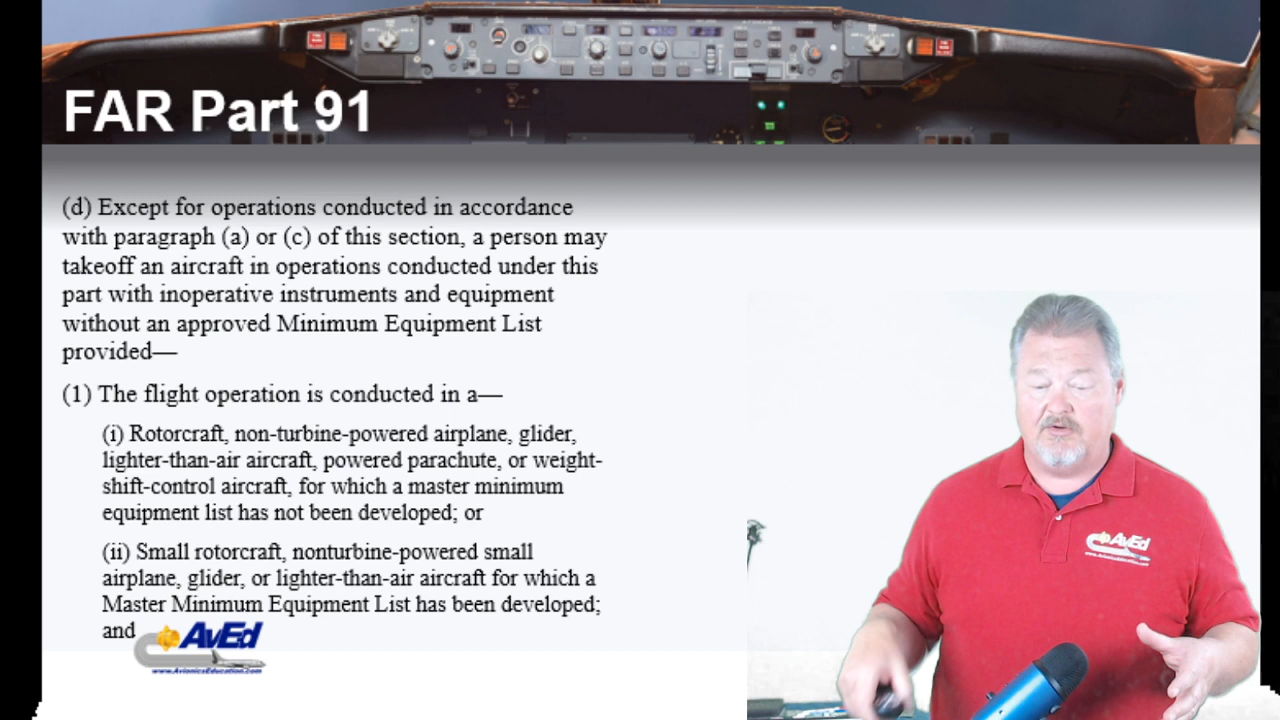 FAR Part 91
(d) Except for operations conducted in accordance
with paragraph (a) or (c) of this section, a person may
takeoff an aircraft in operations conducted under this
part with inoperative instruments and equipment
without an approved Minimum Equipment List
provided—
(1) The flight operation is conducted in a—
(i) Rotorcraft, non-turbine-powered airplane, glider,
lighter-than-air aircraft, powered parachute, or weight-
shift-control aircraft, for which a master minimum
equipment list has not been developed; or
(ii) Small rotorcraft, nonturbine-powered small
airplane, glider, or lighter-than-air aircraft for which a
Master Minimum Equipment List has been developed;
and
AvEd
www.AvionicsEducation.com
AvEd